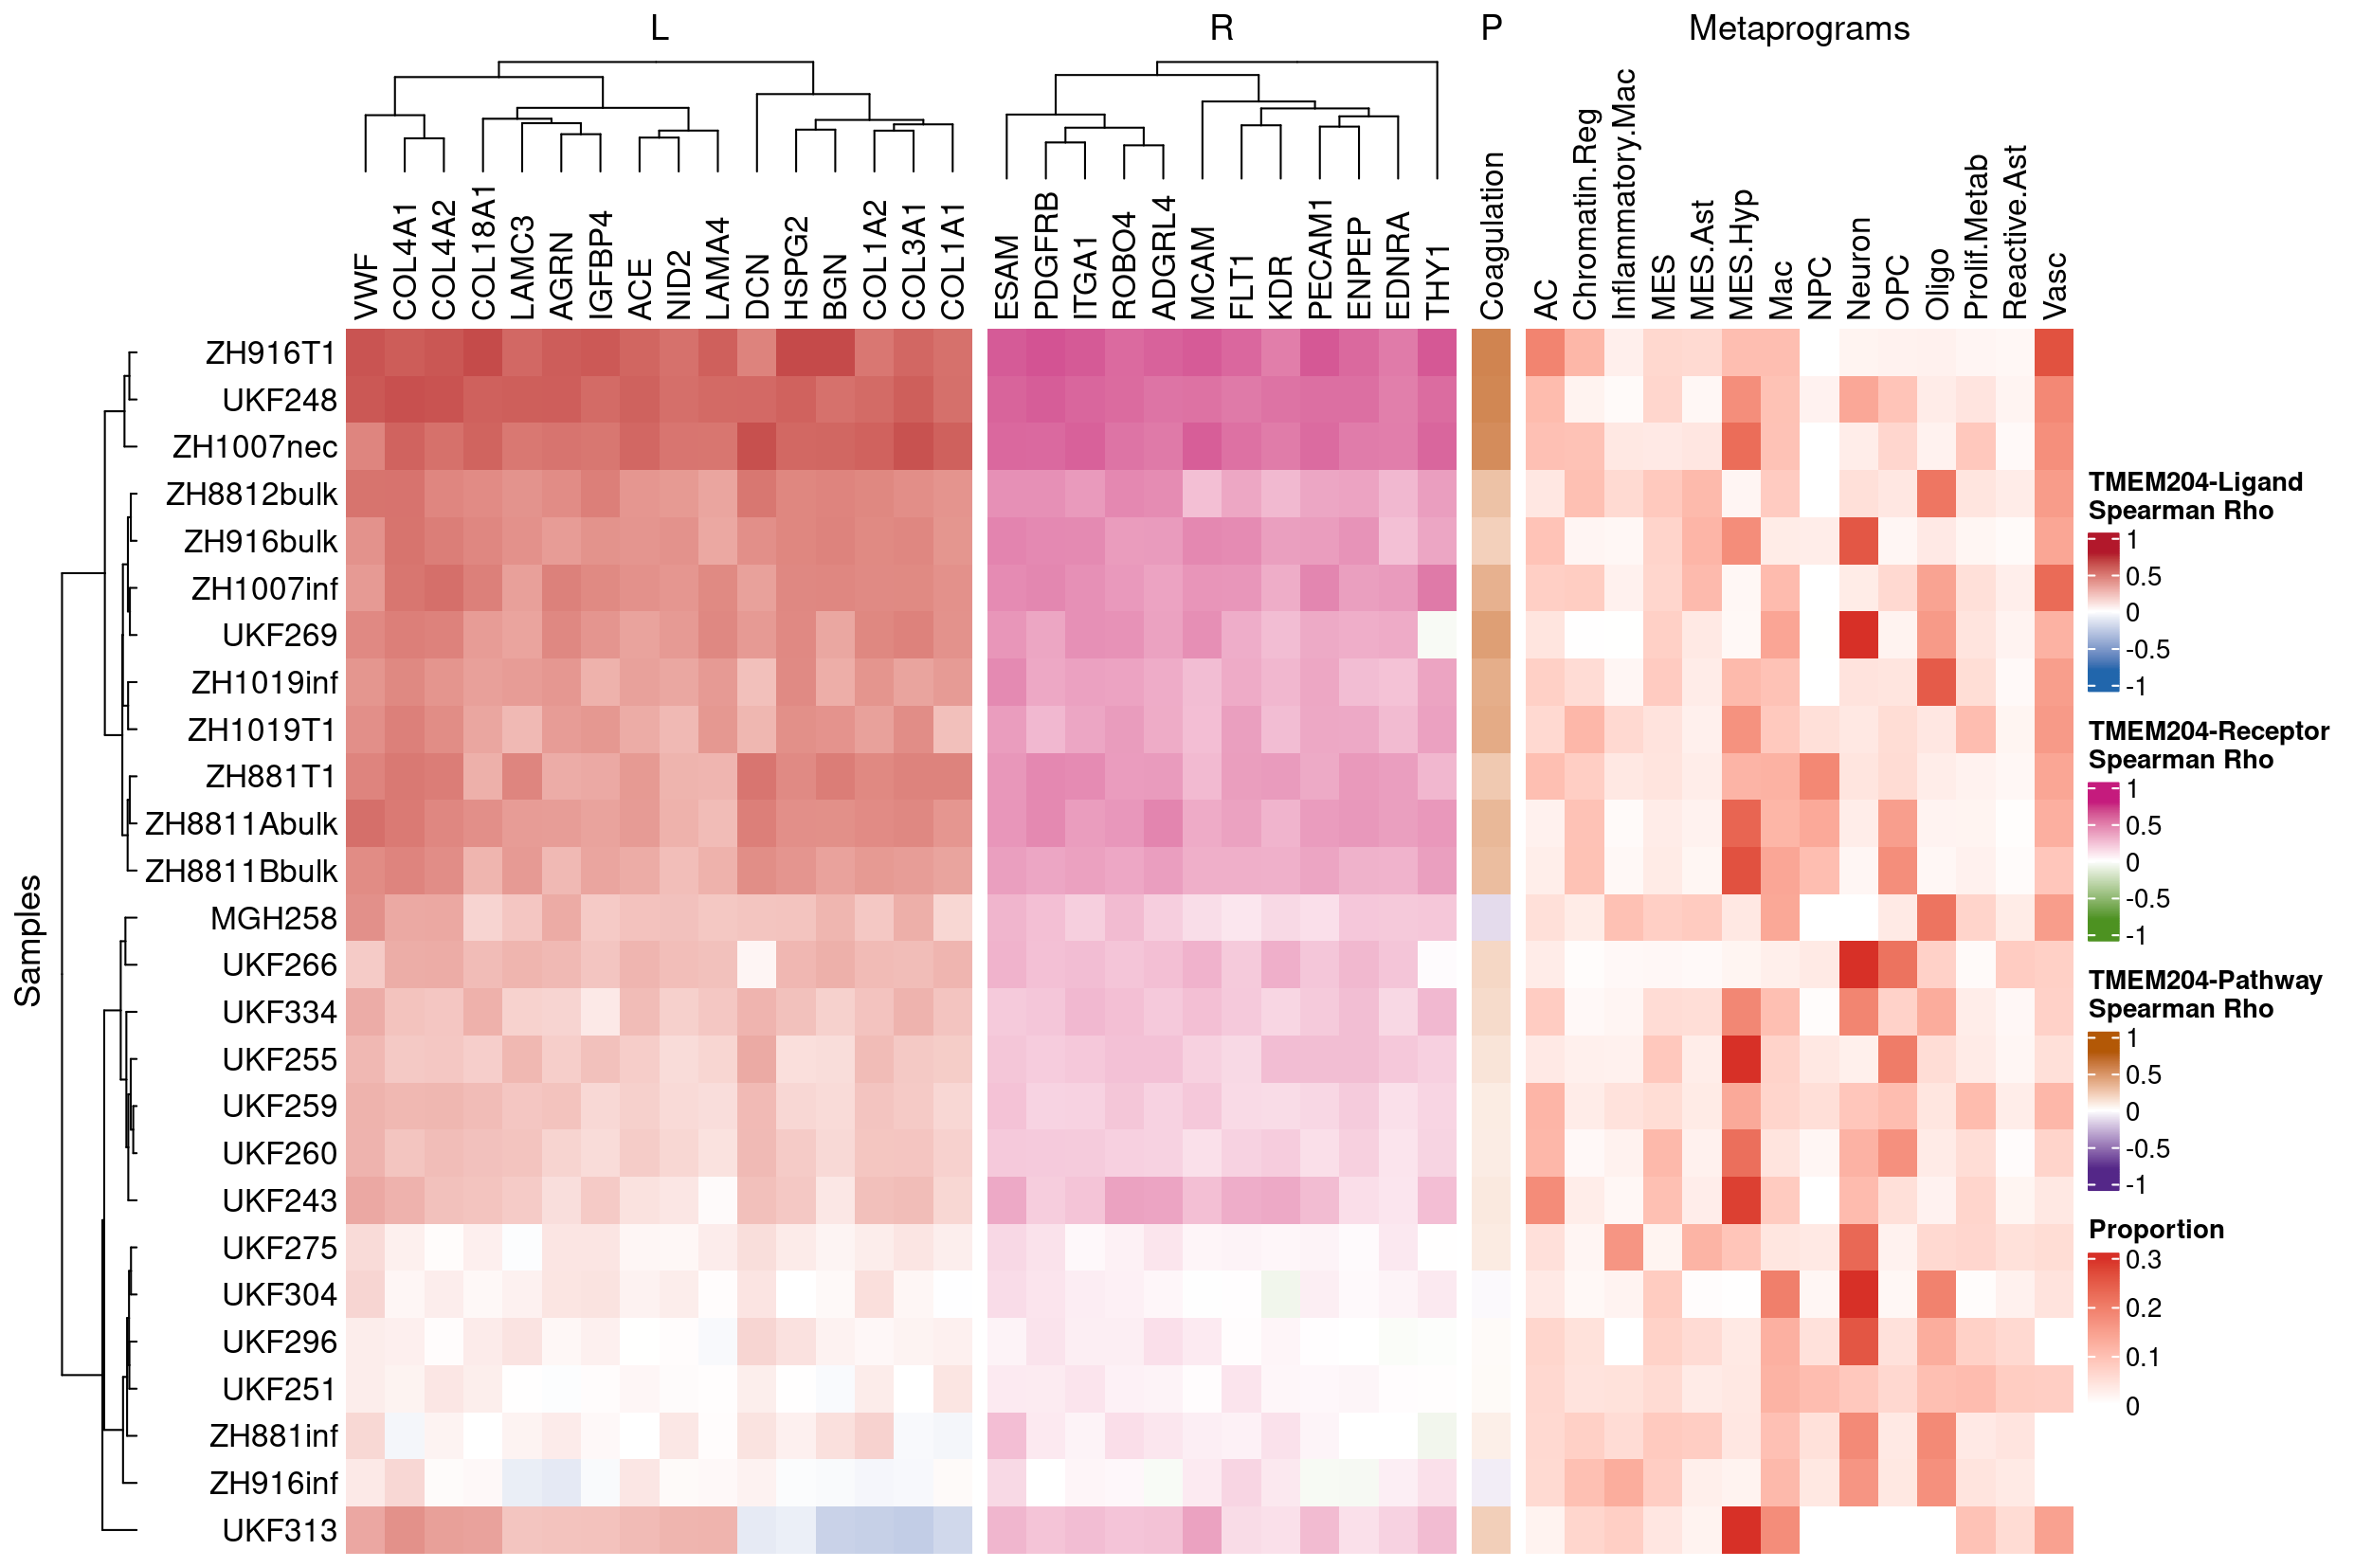 L
R
P
Metaprograms
VWF
COL4A1
COL4A2
COL18A1
LAMC3
AGRN
IGFBP4
ACE
NID2
LAMA4
DCN
HSPG2
BGN
COL1A2
COL3A1
COL1A1
ESAM
PDGFRB
ITGA1
ROBO4
ADGRL4
MCAM
FLT1
KDR
PECAM1
ENPEP
EDNRA
THY1
Coagulation
AC
Chromatin.Reg
Inflammatory.Mac
MES
MES.Ast
MES.Hyp
Mac
NPC
Neuron
OPC
Oligo
Prolif.Metab
Reactive.Ast
Vasc
Samples
ZH916T1
UKF248
ZH1007nec
ZH8812bulk
ZH916bulk
ZH1007inf
UKF269
ZH1019inf
ZH1019T1
ZH881T1
ZH8811Abulk
ZH8811Bbulk
MGH258
UKF266
UKF334
UKF255
UKF259
UKF260
UKF243
UKF275
UKF304
UKF296
UKF251
ZH881inf
ZH916inf
UKF313
TMEM204-Ligand
Spearman Rho
1
0.5
0
-0.5
-1
TMEM204-Receptor
Spearman Rho
1
0.5
0
-0.5
-1
TMEM204-Pathway
Spearman Rho
1
0.5
0
-0.5
-1
Proportion
0.3
0.2
0.1
0